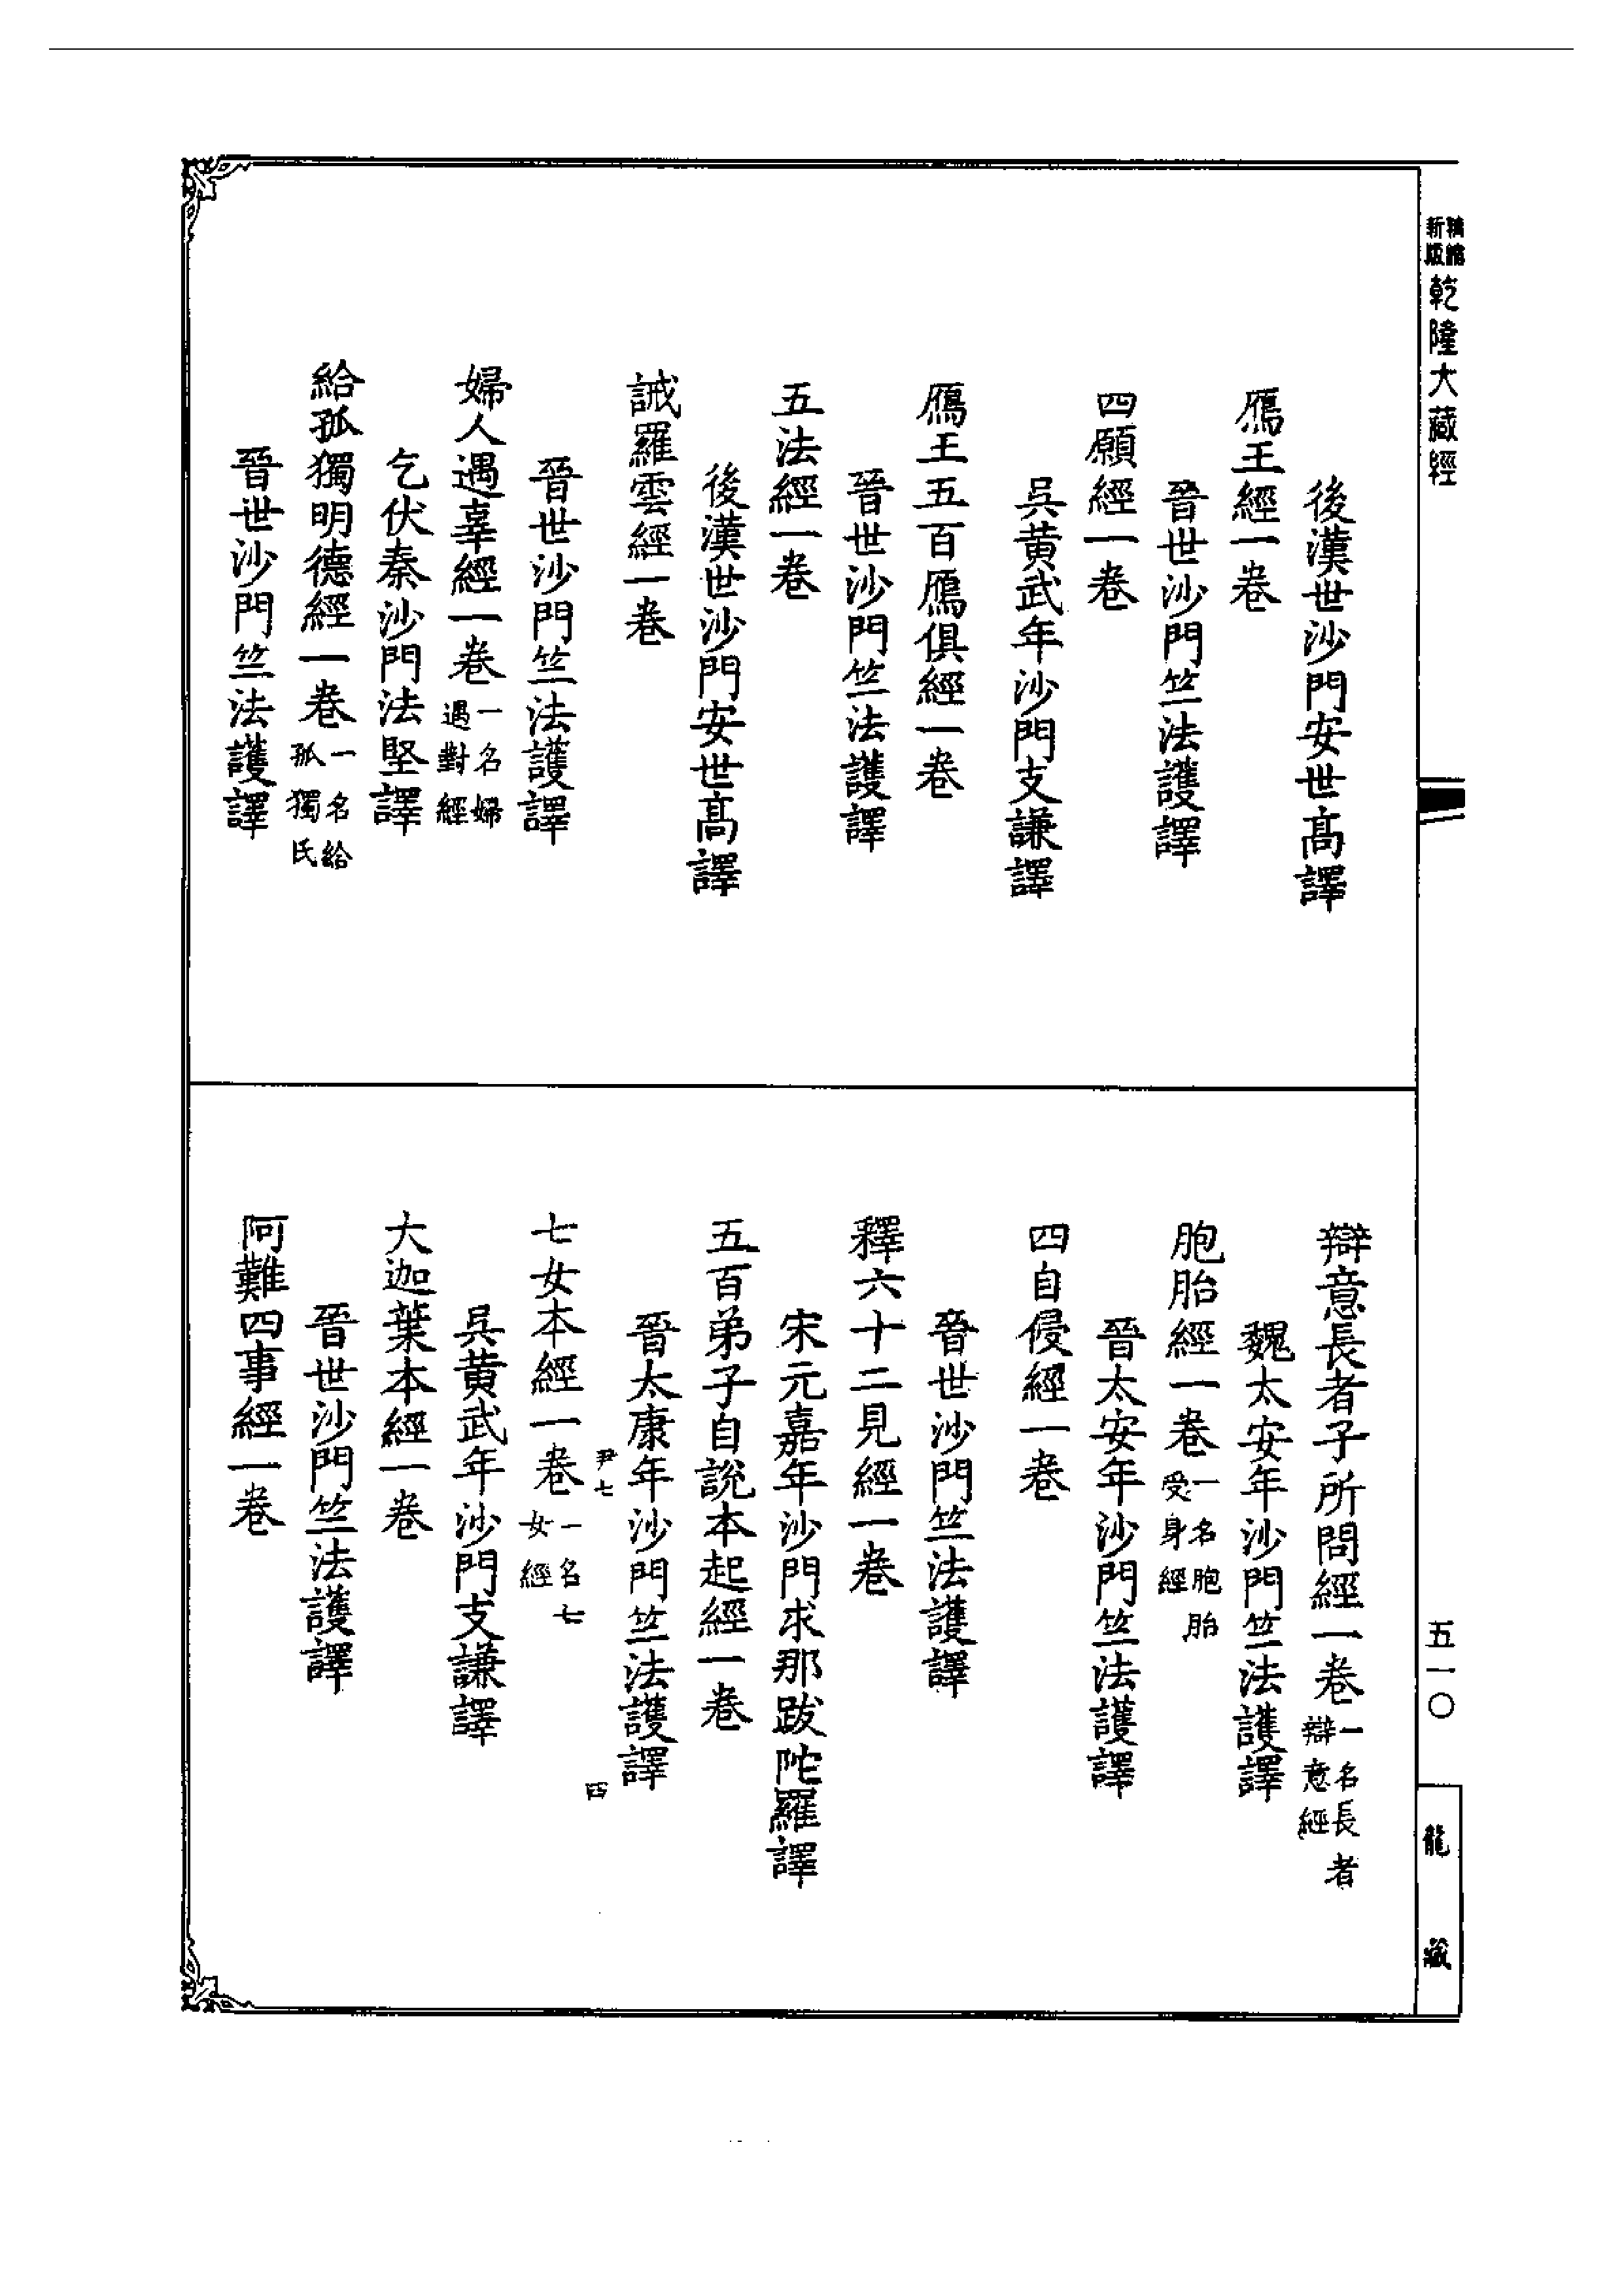 新版精縮乾隆大藏經
後漢世沙門安世高譯
鴈王經一卷
晉世沙門竺法護譯
四願經一卷
吳黃武年沙門支謙譯
鴈王五百鴈俱經一卷
晉世沙門竺法護譯
五法經一卷
後漢世沙門安世高譯
誡羅雲經一卷
晉世沙門竺法護譯
婦人遇辜經一卷一名婦遇對經
乞伏秦沙門法堅譯
給孤獨明德經一卷一名給孤獨氏
晉世沙門竺法護譯
辯意長者子所問經一卷一名長者辯意經
魏太安年沙門竺法護譯
胞胎經一卷一名胞胎受身經
晉太安年沙門竺法護譯
四自侵經一卷
晉世沙門竺法護譯
釋六十二見經一卷
宋元嘉年沙門求那跋陀羅譯
五百弟子自說本起經一卷
晉太康年沙門竺法護譯
尹七 四
七女本經一卷一名七女經
吳黃武年沙門支謙譯
大迦葉本經一卷
晉世沙門竺法護譯
阿難四事經一卷
五一〇
龍藏